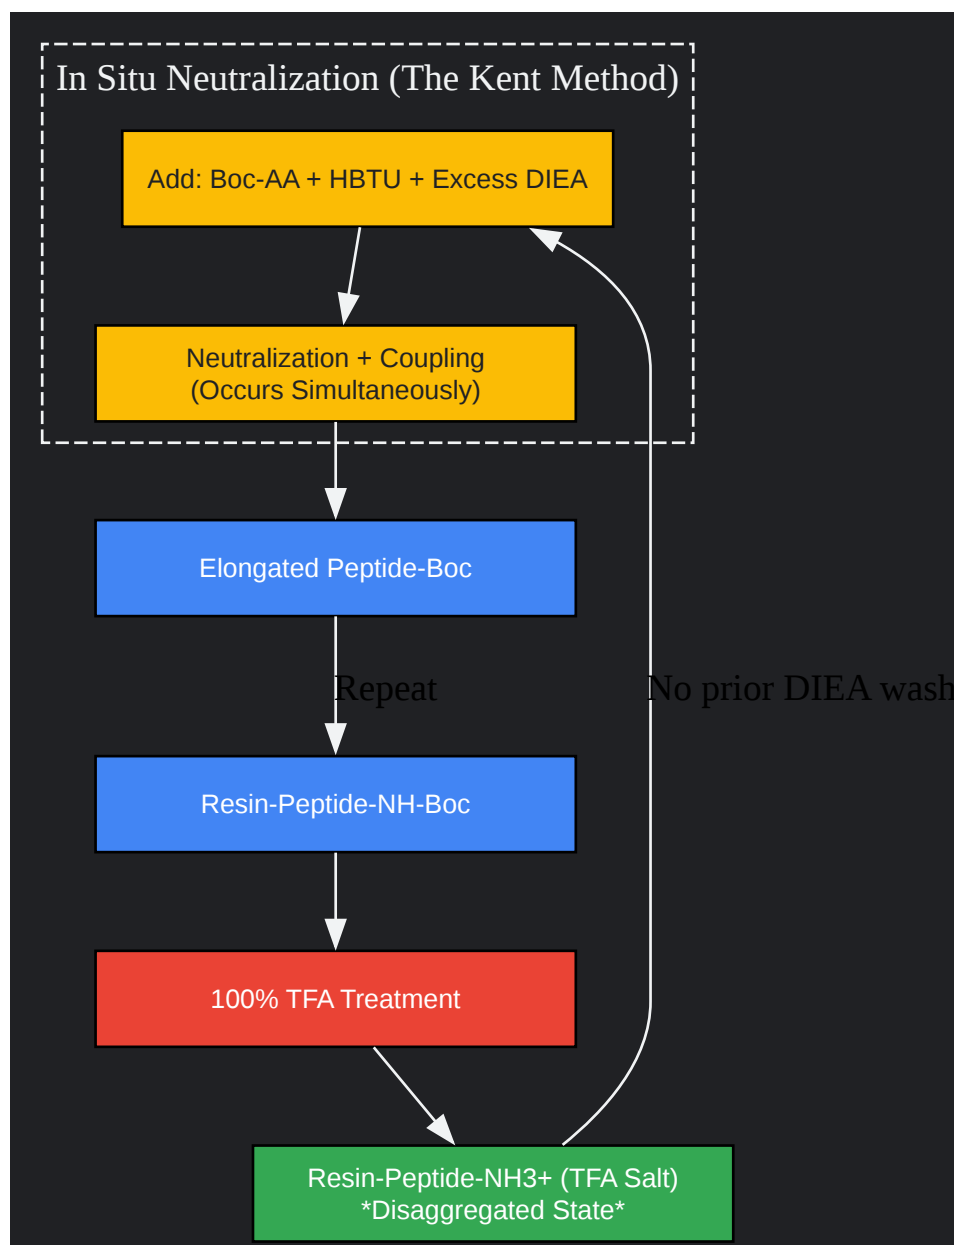 In Situ Neutralization (The Kent Method)
Add: Boc-AA + HBTU + Excess DIEA
Neutralization + Coupling
(Occurs Simultaneously)
Elongated Peptide-Boc
Repeat
No prior DIEA wash
Resin-Peptide-NH-Boc
100% TFA Treatment
Resin-Peptide-NH3+ (TFA Salt)
*Disaggregated State*